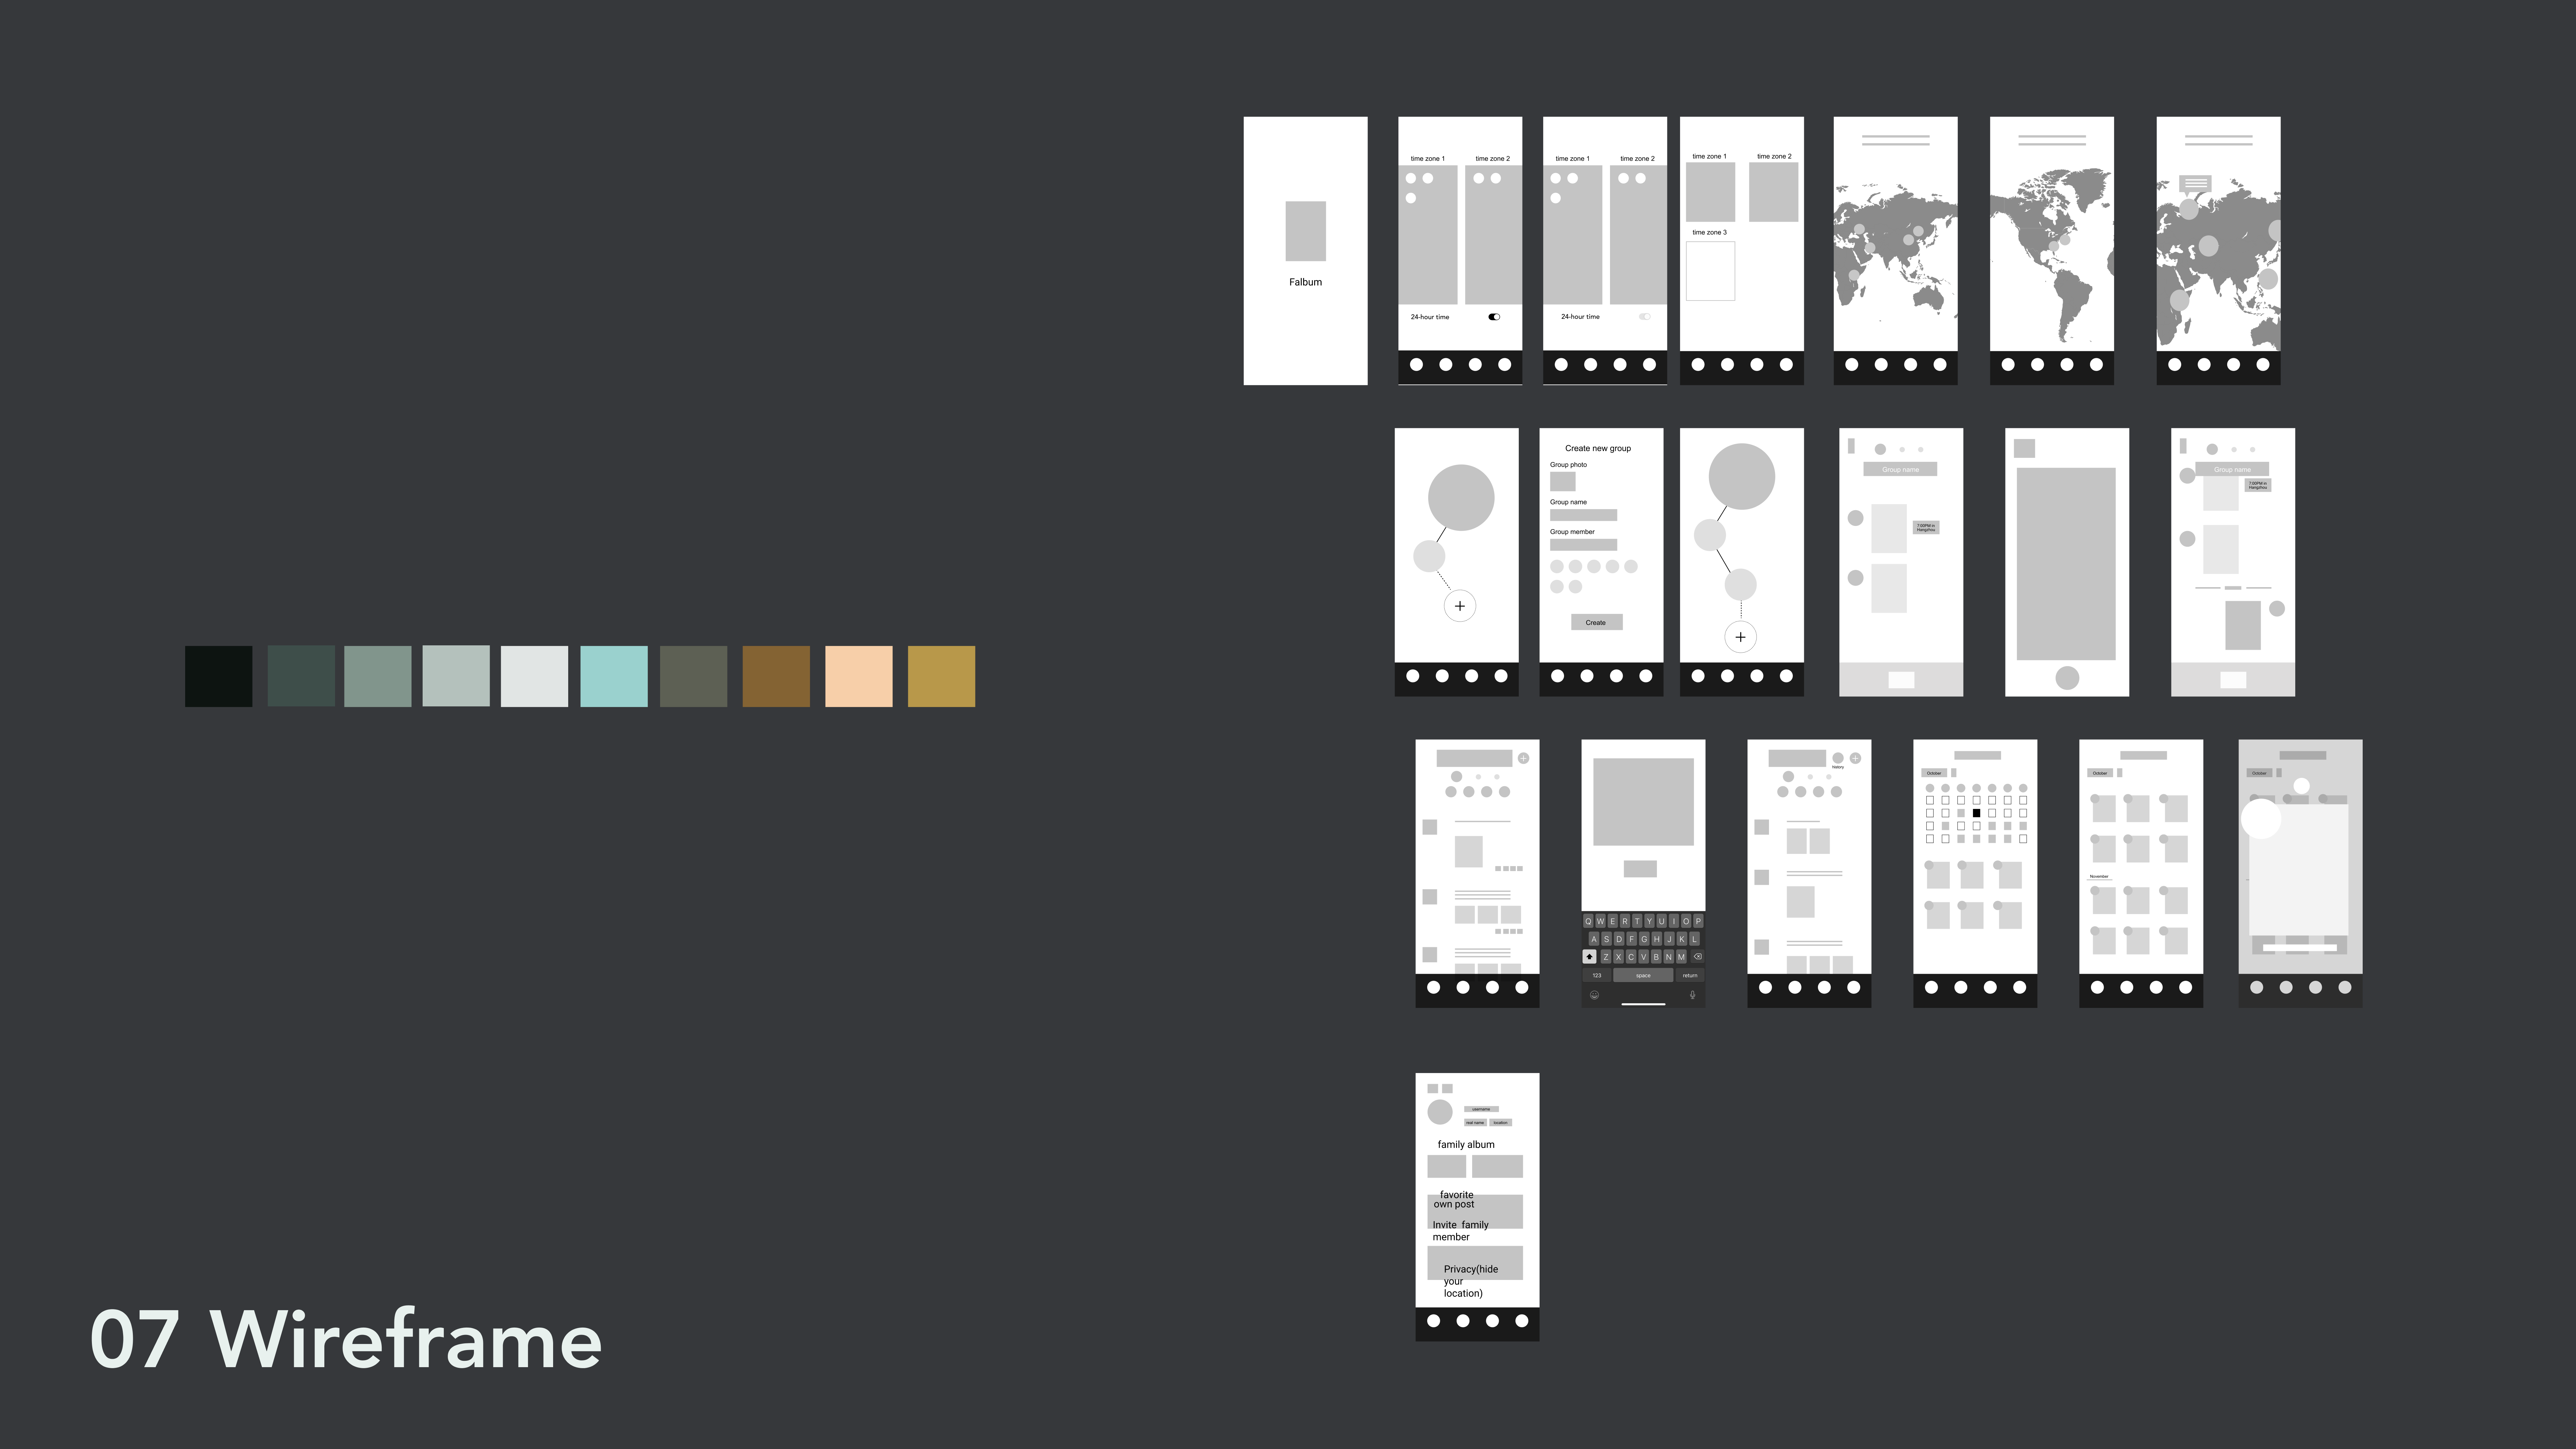 Falbum
time zone 1
time zone 2
24-hour time
time zone 1
time zone 2
24-hour time
time zone 1
time zone 2
time zone 3
Create new group
Group photo
Group name
Group member
Create
Group name
7:00PM in
Hangzhou
Group name
7:00PM in
Hangzhou
Q W E R T Y U I O P
A S D F G H J K L
Z X C V B N M
123 space return
history
October
October
November
October
username
real name
location
family album
favorite
own post
Invite family
member
Privacy(hide
your
location)
07 Wireframe